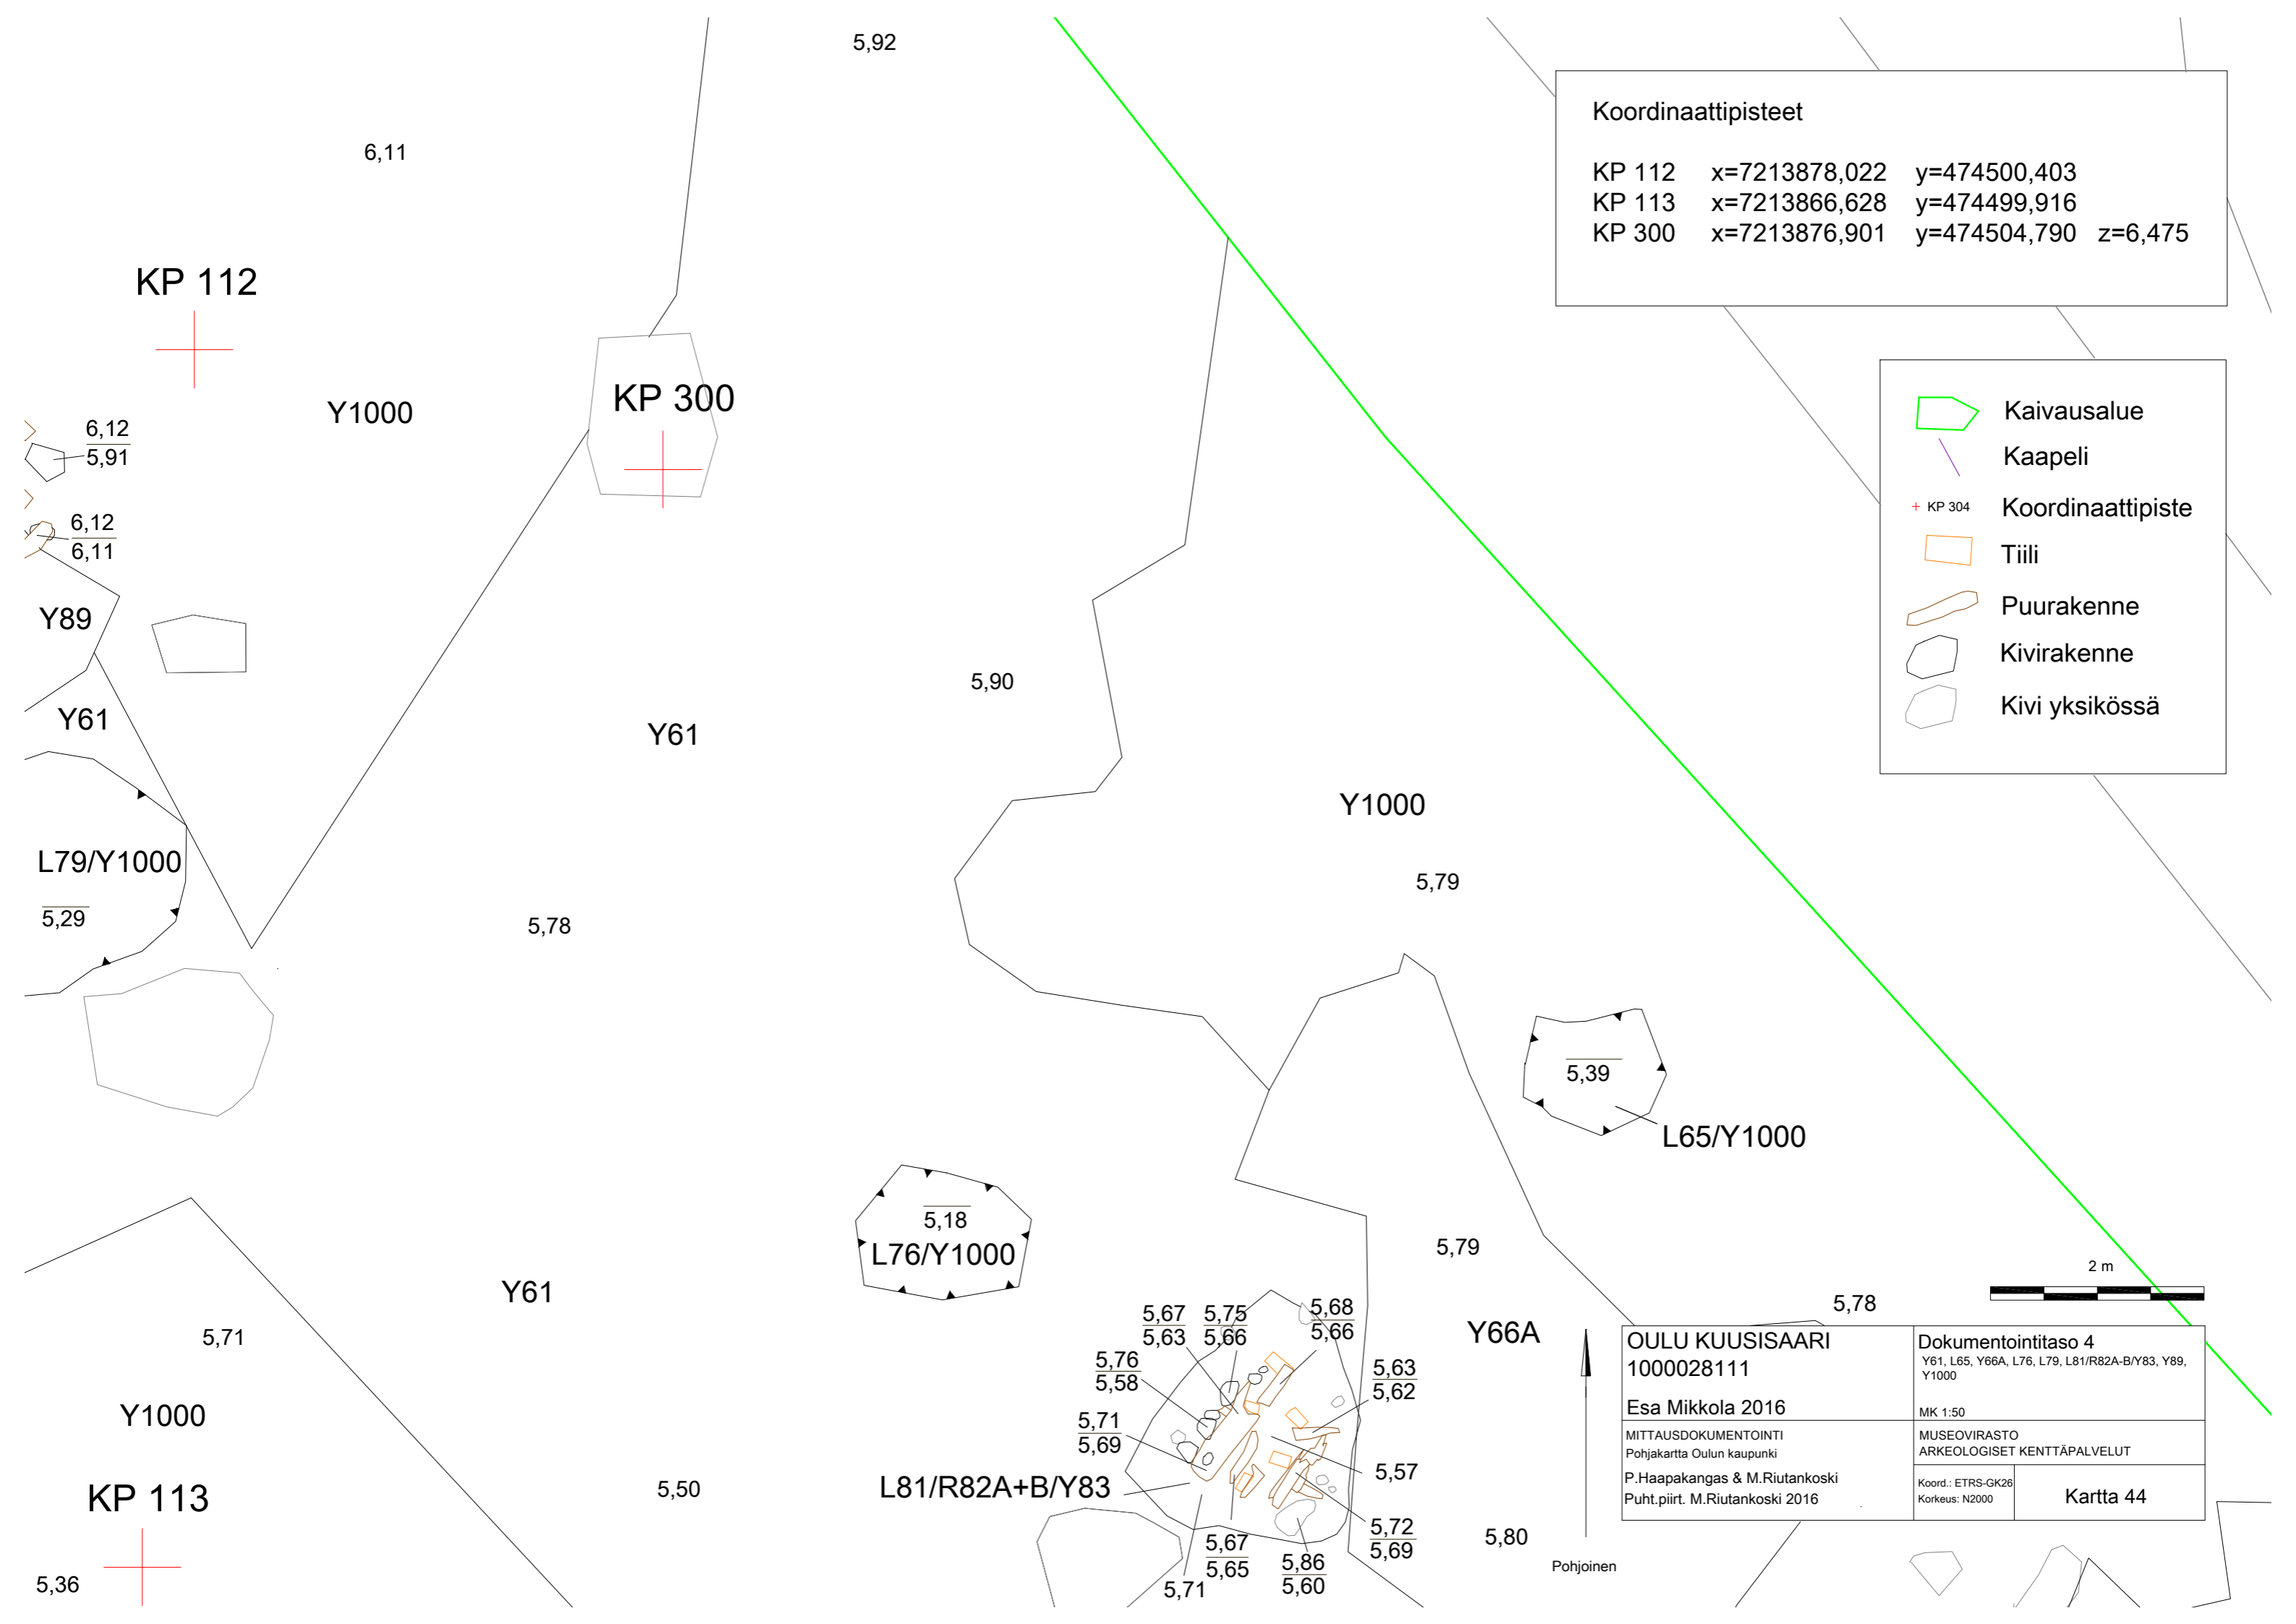 5,92
6,11
Koordinaattipisteet
KP 112 x=7213878,022 y=474500,403
KP 113 x=7213866,628 y=474499,916
KP 300 x=7213876,901 y=474504,790 z=6,475
KP 112
KP 300
Y1000
6,12
5,91
6,12
6,11
Kaivausalue
Kaapeli
KP 304 Koordinaattipiste
Tiili
Puurakenne
Kivirakenne
Kivi yksikössä
Y89
Y61
5,90
Y61
Y1000
L79/Y1000
5,29
5,79
5,78
5,39
L65/Y1000
5,18
L76/Y1000
5,79
Y61
2 m
5,78
5,71
5,67
5,63
5,75
5,66
5,68
5,66
Y66A
5,76
5,58
5,63
5,62
Y1000
5,71
5,69
5,57
L81/R82A+B/Y83
5,50
KP 113
5,72
5,69
5,80
5,67
5,65
5,86
5,60
5,71
5,36
Pohjoinen
OULU KUUSISAARI
1000028111
Esa Mikkola 2016
Dokumentointitaso 4
Y61, L65, Y66A, L76, L79, L81/R82A-B/Y83, Y89,
Y1000
MK 1:50
MITTAUSDOKUMENTOINTI
Pohjakartta Oulun kaupunki
P.Haapakangas & M.Riutankoski
Puht.piirt. M.Riutankoski 2016
MUSEOVIRASTO
ARKEOLOGISET KENTTÄPALVELUT
Koord.: ETRS-GK26
Korkeus: N2000
Kartta 44